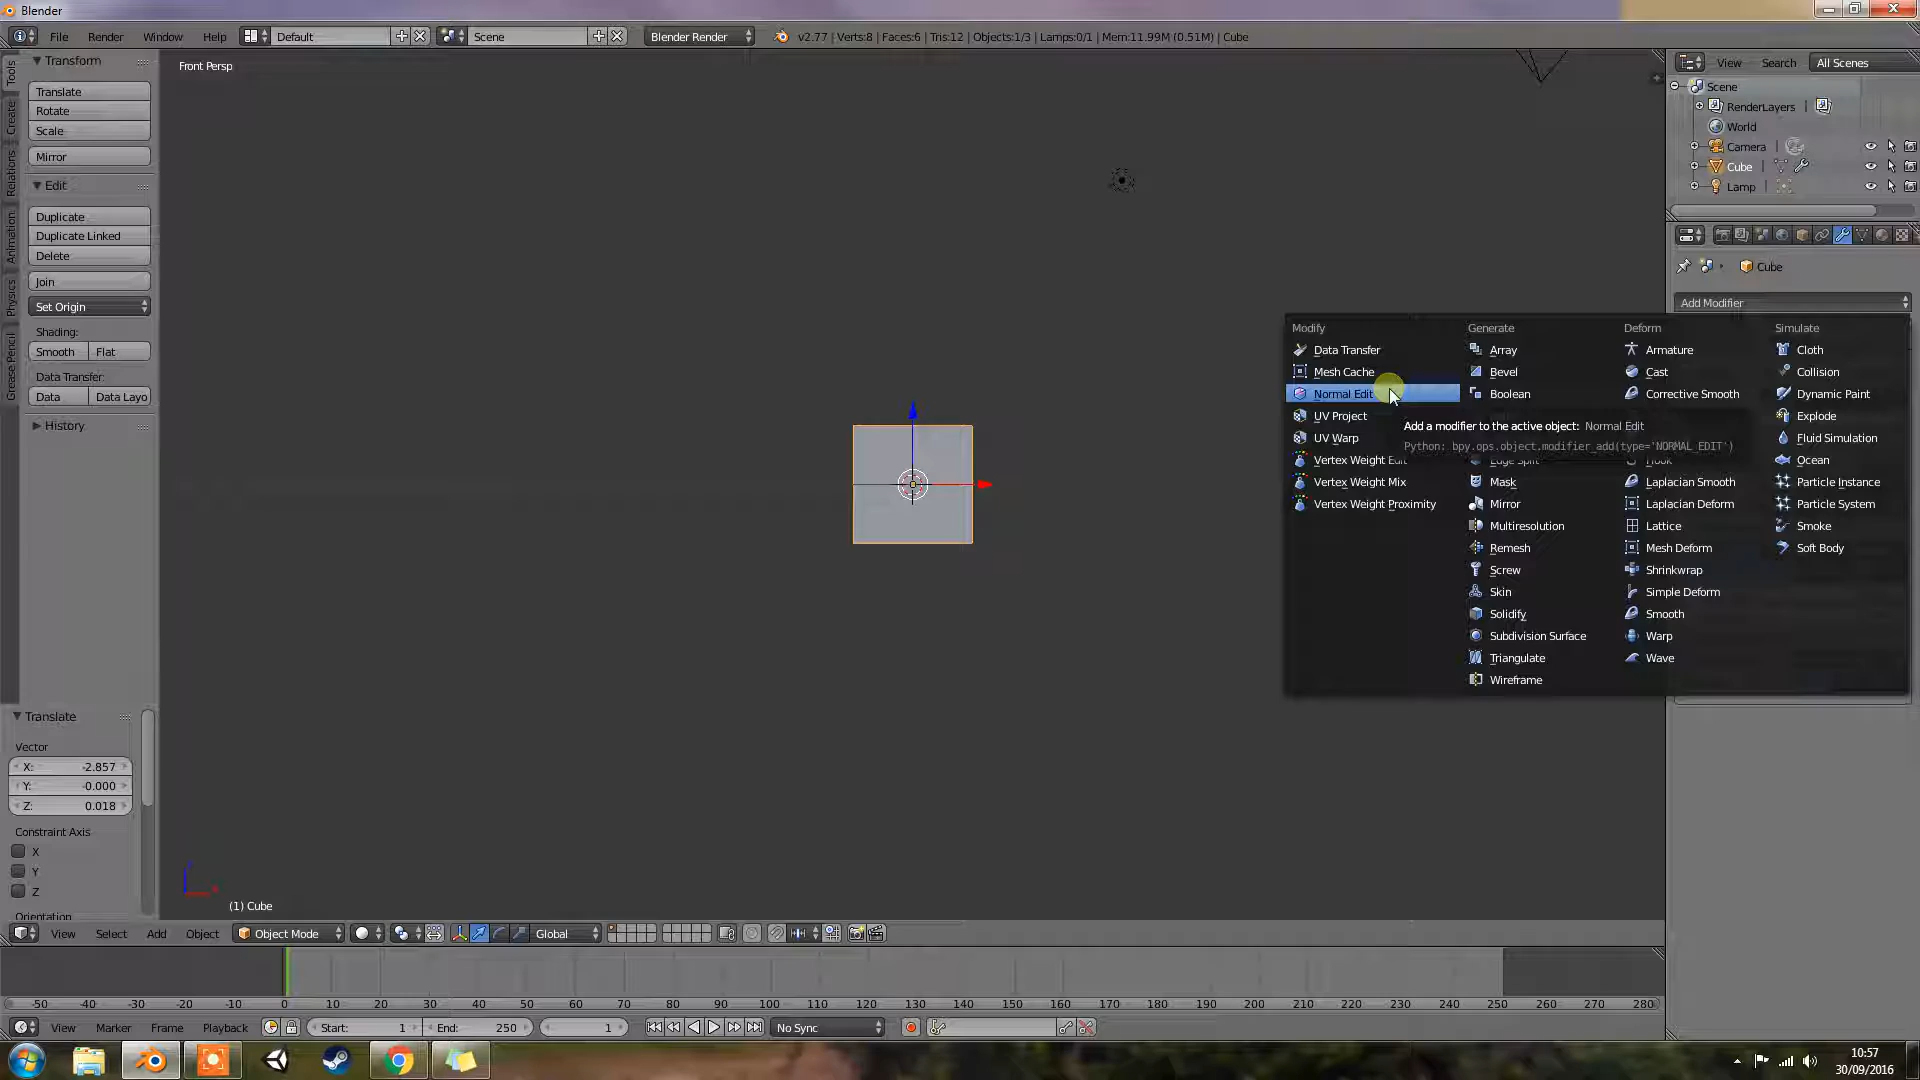 Blender
File Render Window Help Default Scene Blender Render v2.77 | Verts:8 | Faces:6 | Tris:12 | Objects:1/3 | Lamps:0/1 | Mem:11.99M (0.51M) | Cube
Tools
Create
Relations
Animation
Physics
Grease Pencil
Transform
Translate
Rotate
Scale
Mirror
Edit
Duplicate
Duplicate Linked
Delete
Join
Set Origin
Shading:
Smooth Flat
Data Transfer:
Data Data Layo
History
Translate
Vector
X: -2.857
Y: -0.000
Z: 0.018
Constraint Axis
X
Y
Z
Orientation
Front Persp
(1) Cube
View Search All Scenes
Scene
RenderLayers
World
Camera
Cube
Lamp
Cube
Add Modifier
Modify
Data Transfer
Mesh Cache
Normal Edit
UV Project
UV Warp
Vertex Weight Edit
Vertex Weight Mix
Vertex Weight Proximity
Generate
Array
Bevel
Boolean
Edge Split
Mask
Mirror
Multiresolution
Remesh
Screw
Skin
Solidify
Subdivision Surface
Triangulate
Wireframe
Deform
Armature
Cast
Corrective Smooth
Hook
Laplacian Smooth
Laplacian Deform
Lattice
Mesh Deform
Shrinkwrap
Simple Deform
Smooth
Warp
Wave
Simulate
Cloth
Collision
Dynamic Paint
Explode
Fluid Simulation
Ocean
Particle Instance
Particle System
Smoke
Soft Body
Add a modifier to the active object: Normal Edit
Python: bpy.ops.object.modifier_add(type='NORMAL_EDIT')
View Select Add Object Object Mode Global
-50 -40 -30 -20 -10 0 10 20 30 40 50 60 70 80 90 100 110 120 130 140 150 160 170 180 190 200 210 220 230 240 250 260 270 280
View Marker Frame Playback Start: 1 End: 250 1 No Sync
10:57
30/09/2016